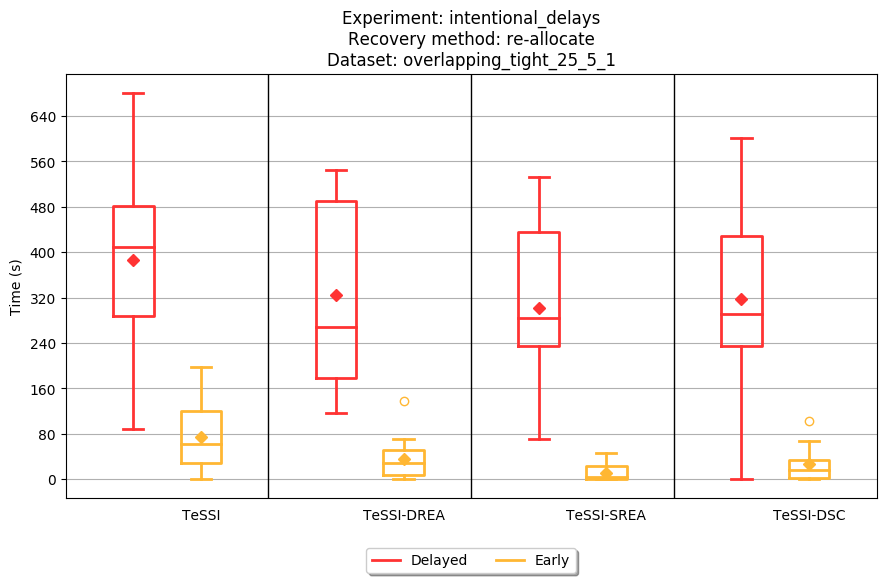 Experiment: intentional_delays
Recovery method: re-allocate
Dataset: overlapping_tight_25_5_1
Time (s)
640
560
480
400
320
240
160
80
0
TeSSI TeSSI-DREA TeSSI-SREA TeSSI-DSC
Delayed Early